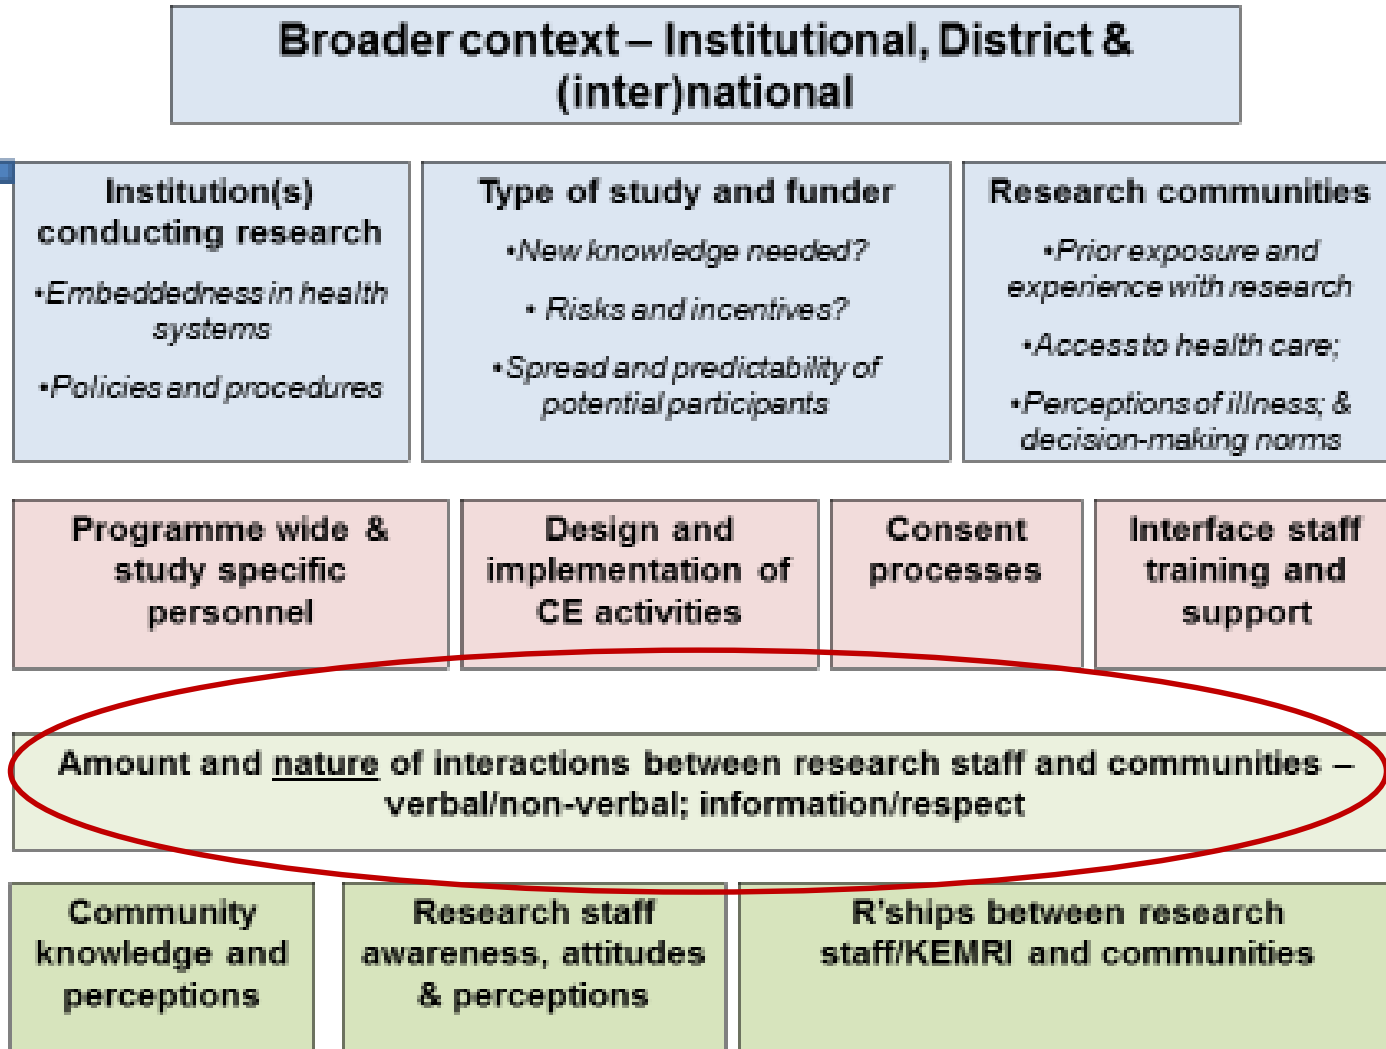 Broader context – Institutional, District &
(inter)national
Institution(s)
conducting research
•Embeddedness in health
systems
•Policies and procedures
Type of study and funder
•New knowledge needed?
• Risks and incentives?
•Spread and predictability of
potential participants
Research communities
•Prior exposure and
experience with research
•Access to health care;
•Perceptions of illness; &
decision-making norms
Programme wide &
study specific
personnel
Design and
implementation of
CE activities
Consent
processes
Interface staff
training and
support
Amount and nature of interactions between research staff and communities –
verbal/non-verbal; information/respect
Community
knowledge and
perceptions
Research staff
awareness, attitudes
& perceptions
R'ships between research
staff/KEMRI and communities